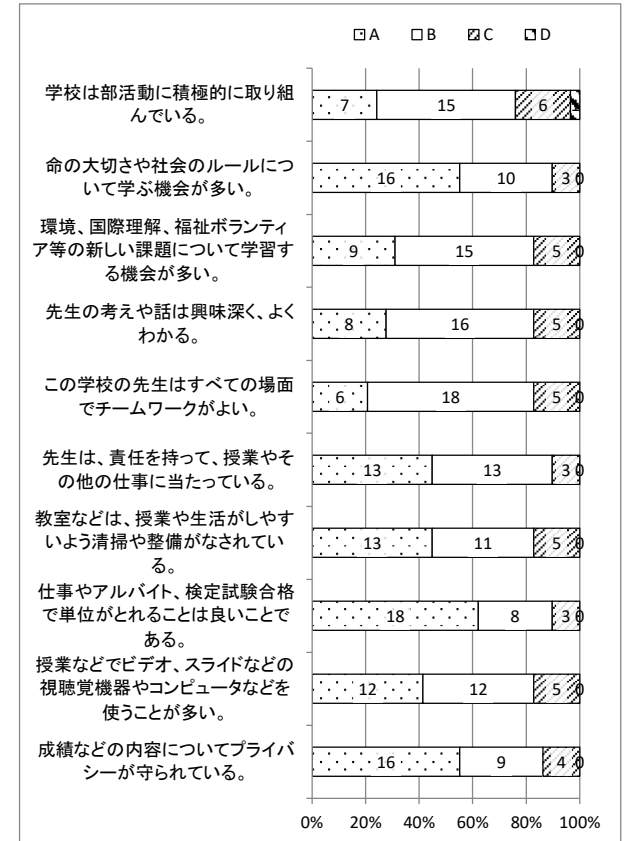 A B C D
学校は部活動に積極的に取り組
んでいる。
7 15 6 1
命の大切さや社会のルールにつ
いて学ぶ機会が多い。
16 10 3 0
環境、国際理解、福祉ボランティ
ア等の新しい課題について学習す
る機会が多い。
9 15 5 0
先生の考えや話は興味深く、よく
わかる。
8 16 5 0
この学校の先生はすべての場面
でチームワークがよい。
6 18 5 0
先生は、責任を持って、授業やそ
の他の仕事に当たっている。
13 13 3 0
教室などは、授業や生活がしやす
いよう清掃や整備がなされてい
る。
13 11 5 0
仕事やアルバイト、検定試験合格
で単位がとれることは良いことで
ある。
18 8 3 0
授業などでビデオ、スライドなどの
視聴覚機器やコンピュータなどを
使うことが多い。
12 12 5 0
成績などの内容についてプライバ
シーが守られている。
16 9 4 0
0% 20% 40% 60% 80% 100%